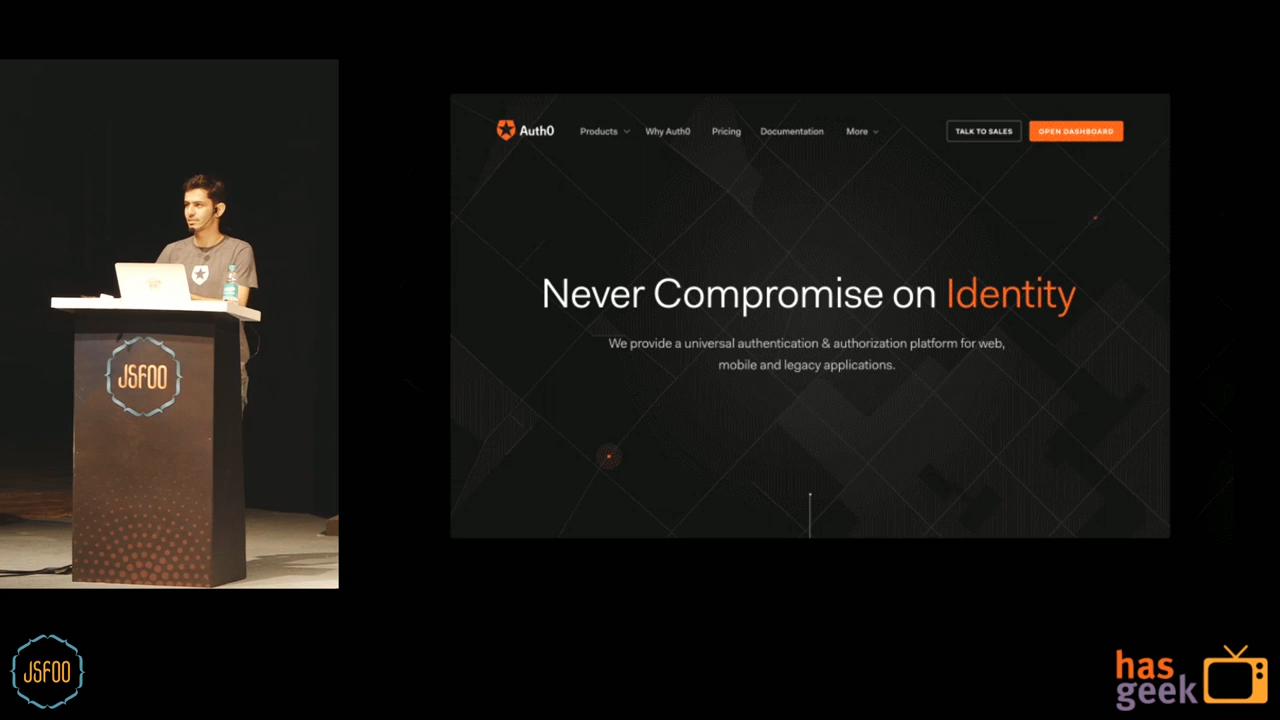 Auth0 Products Why Auth0 Pricing Documentation More TALK TO SALES OPEN DASHBOARD
Never Compromise on Identity
We provide a universal authentication & authorization platform for web,
mobile and legacy applications.
JSFOO
JSFOO
has
geek